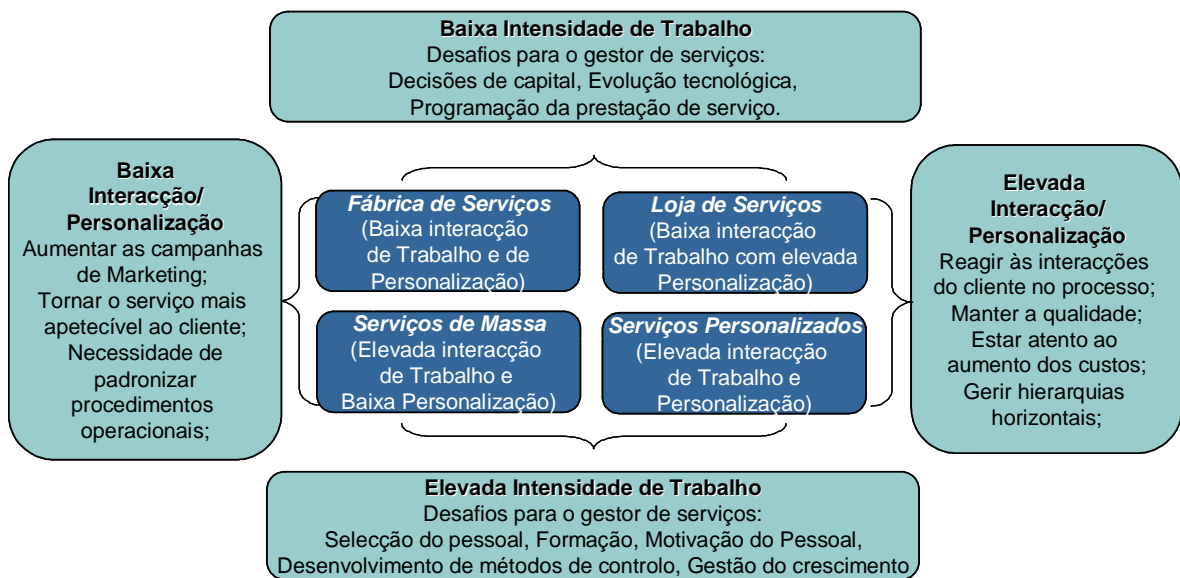 Baixa Intensidade de Trabalho
Desafios para o gestor de serviços:
Decisões de capital, Evolução tecnológica,
Programação da prestação de serviço.
Baixa
Interacção/
Personalização
Aumentar as campanhas
de Marketing;
Tornar o serviço mais
apetecível ao cliente;
Necessidade de
padronizar
procedimentos
operacionais;
Fábrica de Serviços
(Baixa interacção
de Trabalho e de
Personalização)
Loja de Serviços
(Baixa interacção
de Trabalho com elevada
Personalização)
Serviços de Massa
(Elevada interacção
de Trabalho e
Baixa Personalização)
Serviços Personalizados
(Elevada interacção
de Trabalho e
Personalização)
Elevada
Interacção/
Personalização
Reagir às interacções
do cliente no processo;
Manter a qualidade;
Estar atento ao
aumento dos custos;
Gerir hierarquias
horizontais;
Elevada Intensidade de Trabalho
Desafios para o gestor de serviços:
Selecção do pessoal, Formação, Motivação do Pessoal,
Desenvolvimento de métodos de controlo, Gestão do crescimento